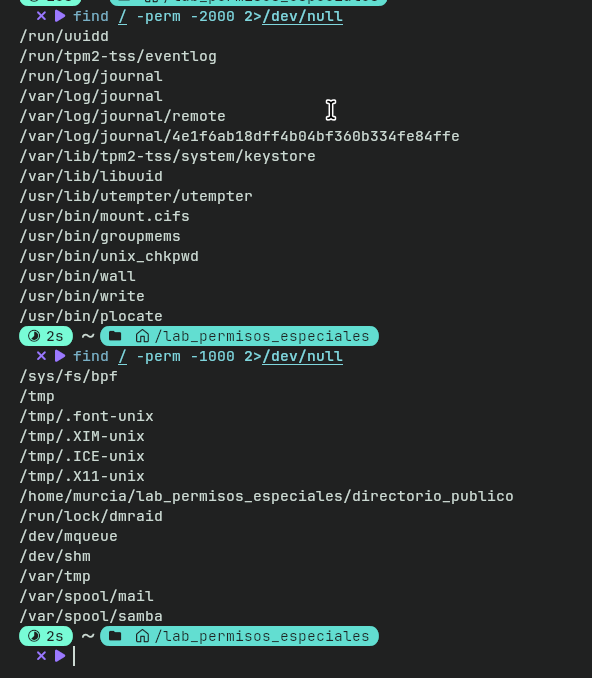 /lab_permisos_especiales
× find / -perm -2000 2>/dev/null
/run/uuidd
/run/tpm2-tss/eventlog
/run/log/journal
/var/log/journal
/var/log/journal/remote
/var/log/journal/4e1f6ab18dff4b04bf360b334fe84ffe
/var/lib/tpm2-tss/system/keystore
/var/lib/libuuid
/usr/lib/utempter/utempter
/usr/bin/mount.cifs
/usr/bin/groupmems
/usr/bin/unix_chkpwd
/usr/bin/wall
/usr/bin/write
/usr/bin/plocate
2s ~ /lab_permisos_especiales
× find / -perm -1000 2>/dev/null
/sys/fs/bpf
/tmp
/tmp/.font-unix
/tmp/.XIM-unix
/tmp/.ICE-unix
/tmp/.X11-unix
/home/murcia/lab_permisos_especiales/directorio_publico
/run/lock/dmraid
/dev/mqueue
/dev/shm
/var/tmp
/var/spool/mail
/var/spool/samba
2s ~ /lab_permisos_especiales
×